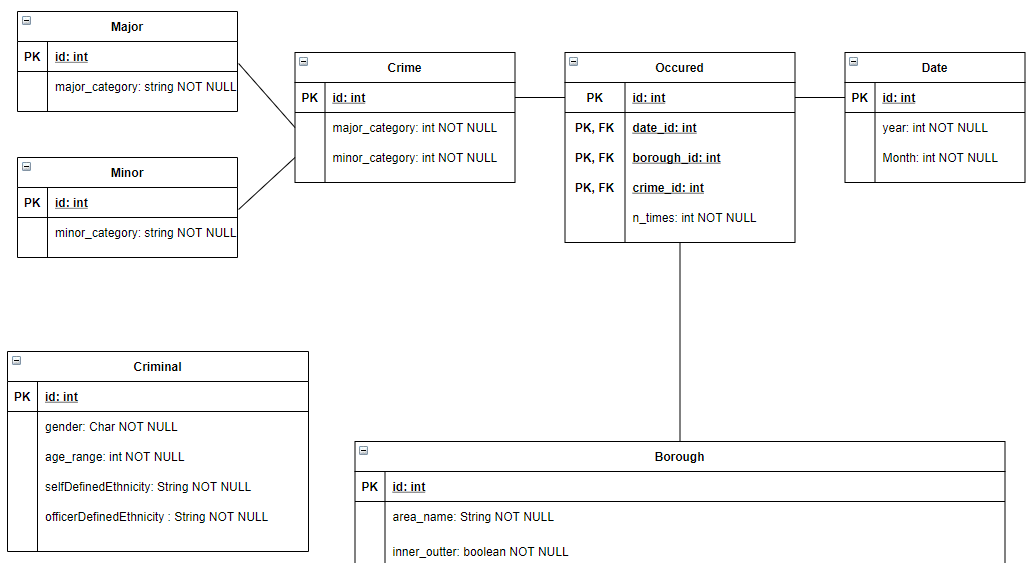 Major
PK id: int
major_category: string NOT NULL
Minor
PK id: int
minor_category: string NOT NULL
Crime
PK id: int
major_category: int NOT NULL
minor_category: int NOT NULL
Occured
PK id: int
PK, FK date_id: int
PK, FK borough_id: int
PK, FK crime_id: int
n_times: int NOT NULL
Date
PK id: int
year: int NOT NULL
Month: int NOT NULL
Criminal
PK id: int
gender: Char NOT NULL
age_range: int NOT NULL
selfDefinedEthnicity: String NOT NULL
officerDefinedEthnicity : String NOT NULL
Borough
PK id: int
area_name: String NOT NULL
inner_outter: boolean NOT NULL